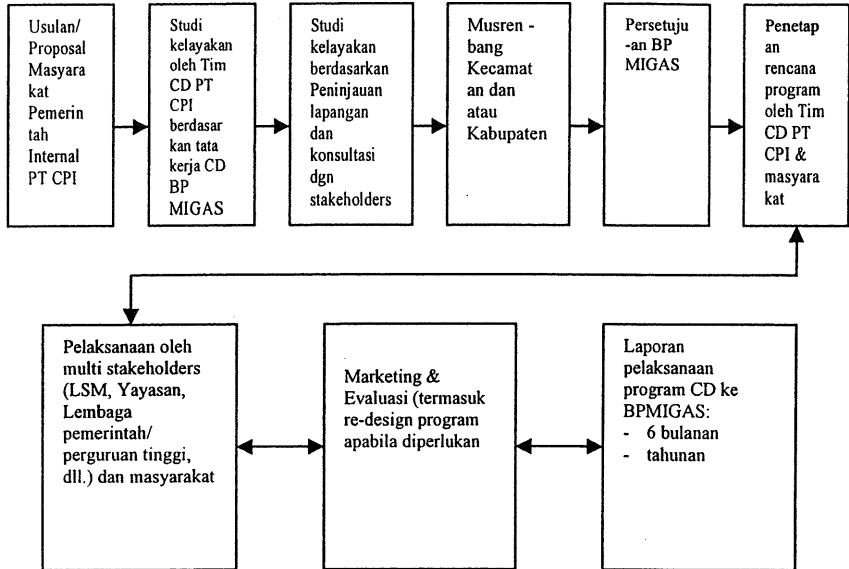 Usulan/
Proposal
Masyara
kat
Pemerin
tah
Internal
PT CPI
Studi
kelayakan
oleh Tim
CD PT
CPI
berdasar
kan tata
kerja CD
BP
MIGAS
Studi
kelayakan
berdasarkan
Peninjauan
lapangan
dan
konsultasi
dgn
stakeholders
Musren -
bang
Kecamat
an dan
atau
Kabupaten
Persetuju
-an BP
MIGAS
Penetap
an
rencana
program
oleh Tim
CD PT
CPI &
masyara
kat
Pelaksanaan oleh
multi stakeholders
(LSM, Yayasan,
Lembaga
pemerintah/
perguruan tinggi,
dll.) dan masyarakat
Marketing &
Evaluasi (termasuk
re-design program
apabila diperlukan
Laporan
pelaksanaan
program CD ke
BPMIGAS:
- 6 bulanan
- tahunan